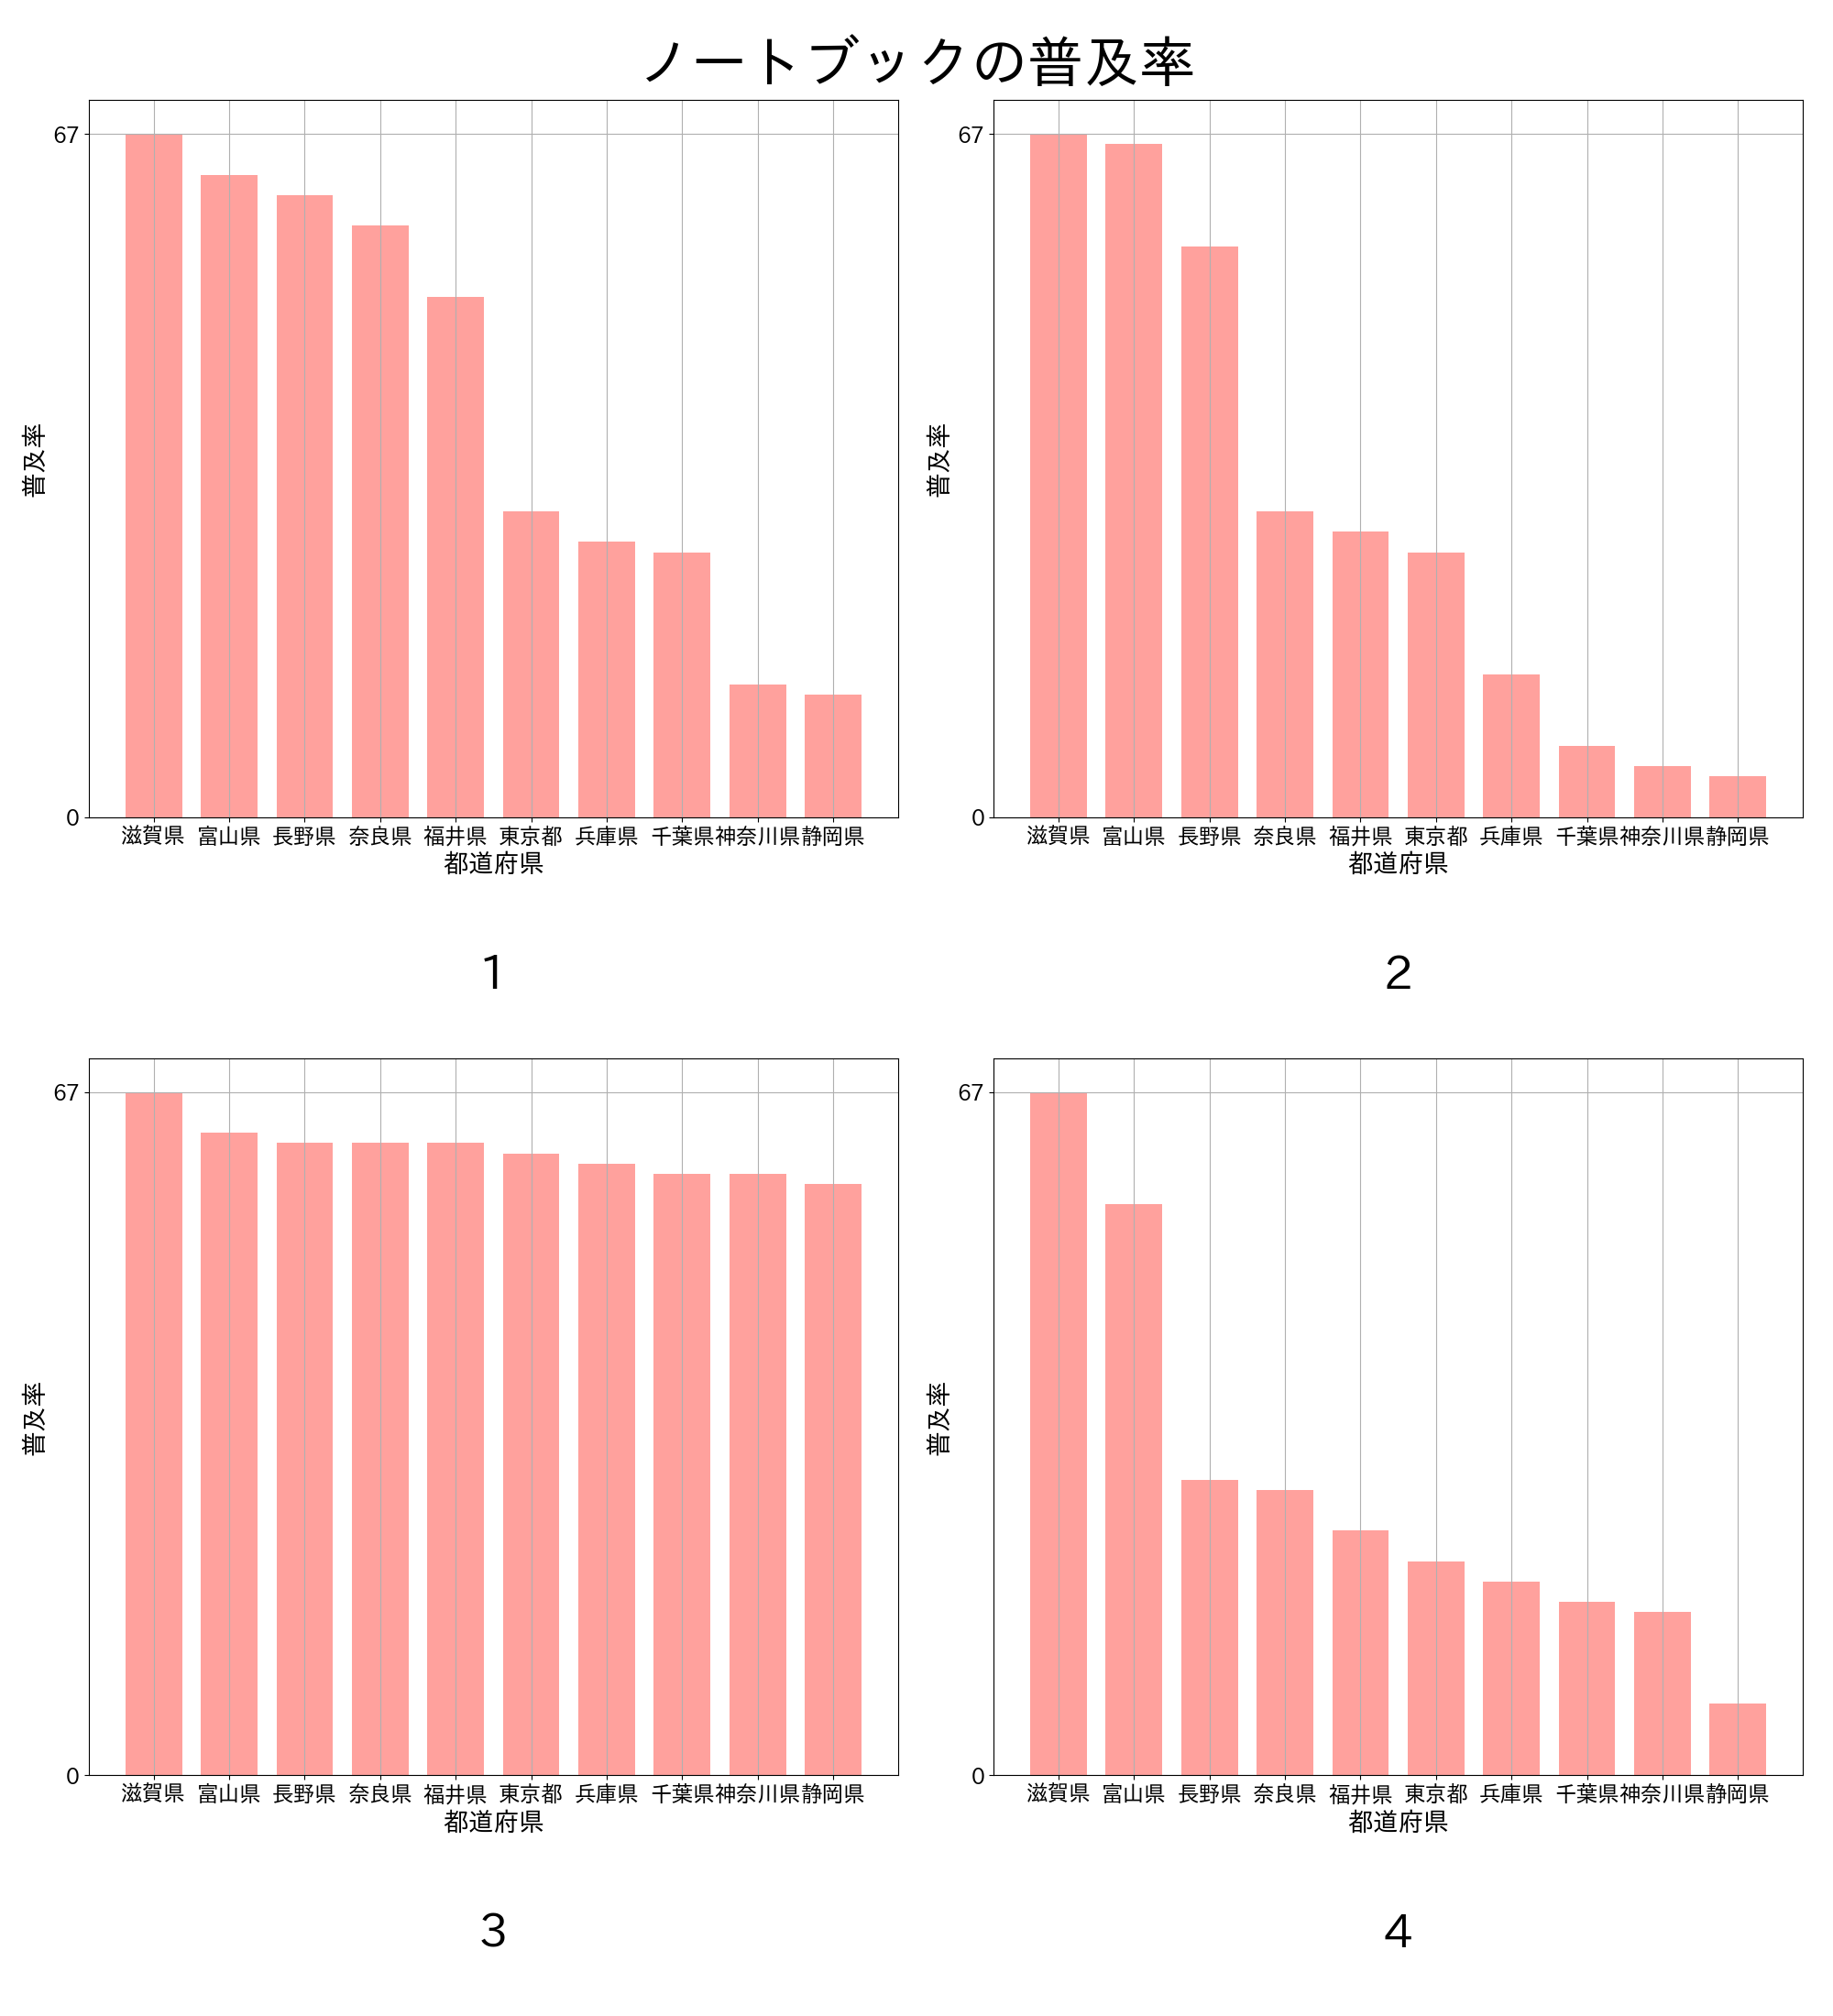 ノートブックの普及率
67
0
普及率
滋賀県 富山県 長野県 奈良県 福井県 東京都 兵庫県 千葉県 神奈川県 静岡県
都道府県
1
67
0
普及率
滋賀県 富山県 長野県 奈良県 福井県 東京都 兵庫県 千葉県 神奈川県 静岡県
都道府県
2
67
0
普及率
滋賀県 富山県 長野県 奈良県 福井県 東京都 兵庫県 千葉県 神奈川県 静岡県
都道府県
3
67
0
普及率
滋賀県 富山県 長野県 奈良県 福井県 東京都 兵庫県 千葉県 神奈川県 静岡県
都道府県
4